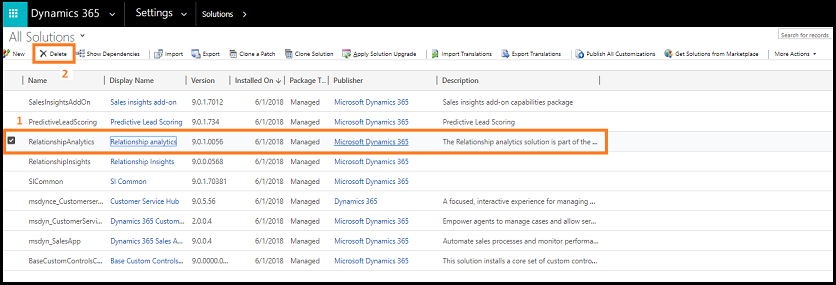 Dynamics 365 Settings Solutions
All Solutions
Search for records
New Delete Show Dependencies Import Export Clone a Patch Clone Solution Apply Solution Upgrade Import Translations Export Translations Publish All Customizations Get Solutions from Marketplace More Actions
2
Name Display Name Version Installed On Package T... Publisher Description
SalesInsightsAddOn Sales insights add-on 9.0.1.7012 6/1/2018 Managed Microsoft Dynamics 365 Sales insights add-on capabilities package
1 PredictiveLeadScoring Predictive Lead Scoring 9.0.1.734 6/1/2018 Managed Microsoft Dynamics 365 Predictive Lead Scoring
RelationshipAnalytics Relationship analytics 9.0.1.0056 6/1/2018 Managed Microsoft Dynamics 365 The Relationship analytics solution is part of the ...
RelationshipInsights Relationship Insights 9.0.0.0568 6/1/2018 Managed Microsoft Dynamics 365
SICommon SI Common 9.0.1.70381 6/1/2018 Managed Microsoft Dynamics 365
msdynce_Customerser... Customer Service Hub 9.0.5.56 6/1/2018 Managed Dynamics 365 A focused, interactive experience for managing ...
msdyn_CustomerServi... Dynamics 365 Custom... 2.0.0.4 6/1/2018 Managed Microsoft Dynamics 365 Empower agents to manage cases and allow ser...
msdyn_SalesApp Dynamics 365 Sales A... 9.0.0.4 6/1/2018 Managed Microsoft Dynamics 365 Automate sales processes and monitor performa...
BaseCustomControlsC... Base Custom Controls... 9.0.0000.0... 6/1/2018 Managed Microsoft Dynamics 365 This solution installs a core set of custom contro...